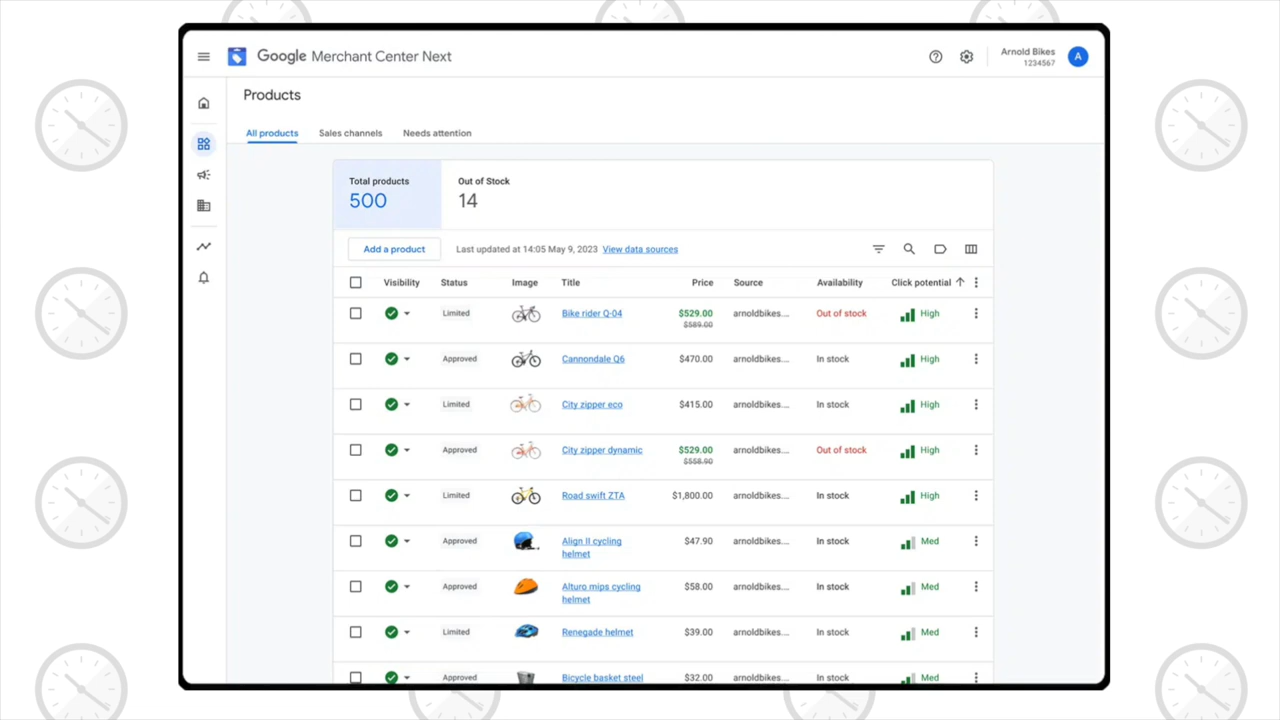 Google Merchant Center Next
Arnold Bikes
1234567
A
Products
All products Sales channels Needs attention
Total products Out of Stock
500 14
Add a product Last updated at 14:05 May 9, 2023 View data sources
Visibility Status Image Title Price Source Availability Click potential
Limited Bike rider Q-04 $529.00 arnoldbikes... Out of stock High
$589.00
Approved Cannondale Q6 $470.00 arnoldbikes... In stock High
Limited City zipper eco $415.00 arnoldbikes... In stock High
Approved City zipper dynamic $529.00 arnoldbikes... Out of stock High
$558.90
Limited Road swift ZTA $1,800.00 arnoldbikes... In stock High
Approved Align II cycling $47.90 arnoldbikes... In stock Med
helmet
Approved Alturo mips cycling $58.00 arnoldbikes... In stock Med
helmet
Limited Renegade helmet $39.00 arnoldbikes... In stock Med
Approved Bicycle basket steel $32.00 arnoldbikes... In stock Med